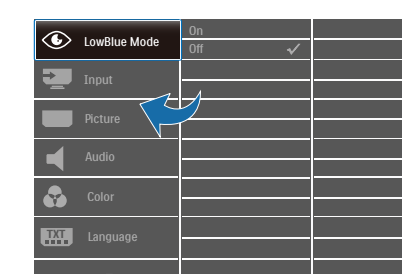 LowBlue Mode
On
Off
Input
Picture
Audio
Color
TXT
Language